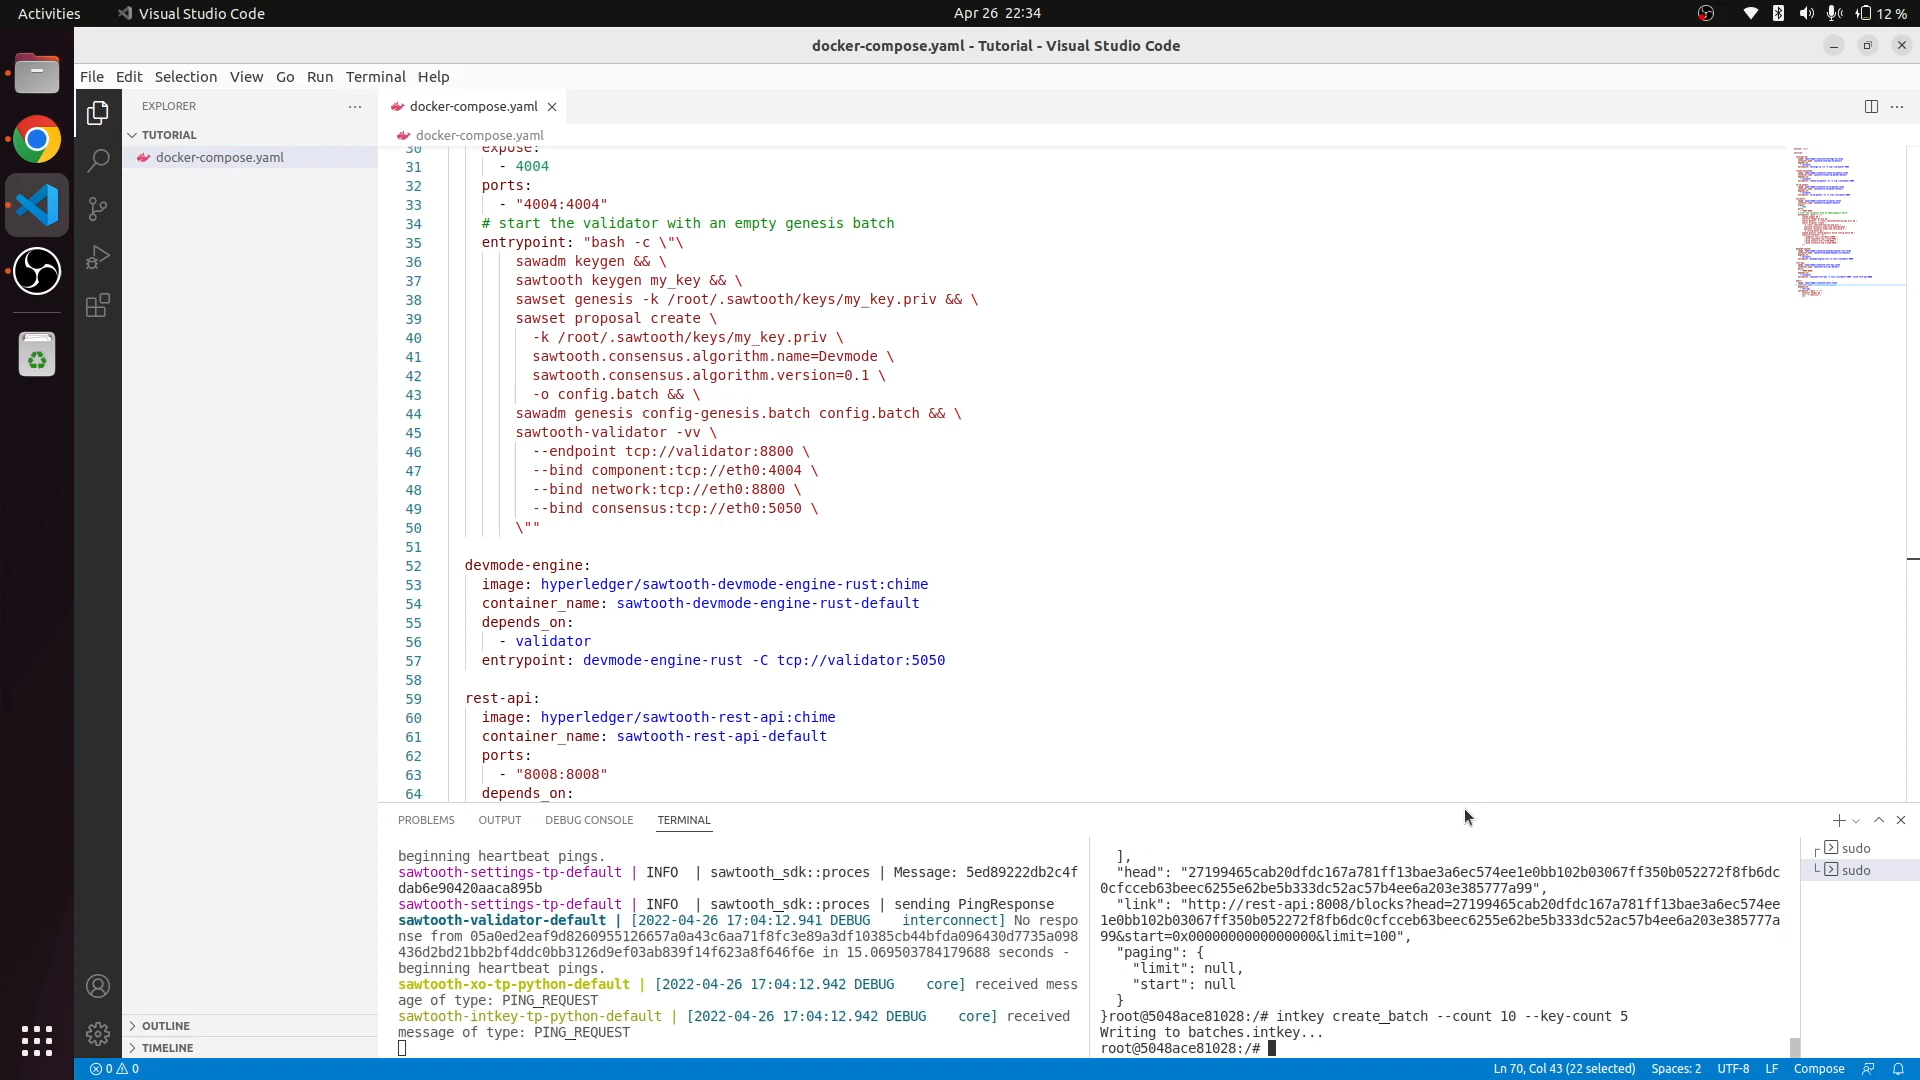 Activities
Visual Studio Code
Apr 26 22:34
12 %
docker-compose.yaml - Tutorial - Visual Studio Code
File Edit Selection View Go Run Terminal Help
EXPLORER
TUTORIAL
docker-compose.yaml
OUTLINE
TIMELINE
docker-compose.yaml
docker-compose.yaml
30 expose:
31 - 4004
32 ports:
33 - "4004:4004"
34 # start the validator with an empty genesis batch
35 entrypoint: "bash -c \"\
36 sawadm keygen && \
37 sawtooth keygen my_key && \
38 sawset genesis -k /root/.sawtooth/keys/my_key.priv && \
39 sawset proposal create \
40 -k /root/.sawtooth/keys/my_key.priv \
41 sawtooth.consensus.algorithm.name=Devmode \
42 sawtooth.consensus.algorithm.version=0.1 \
43 -o config.batch && \
44 sawadm genesis config-genesis.batch config.batch && \
45 sawtooth-validator -vv \
46 --endpoint tcp://validator:8800 \
47 --bind component:tcp://eth0:4004 \
48 --bind network:tcp://eth0:8800 \
49 --bind consensus:tcp://eth0:5050 \
50 \""
51
52 devmode-engine:
53 image: hyperledger/sawtooth-devmode-engine-rust:chime
54 container_name: sawtooth-devmode-engine-rust-default
55 depends_on:
56 - validator
57 entrypoint: devmode-engine-rust -C tcp://validator:5050
58
59 rest-api:
60 image: hyperledger/sawtooth-rest-api:chime
61 container_name: sawtooth-rest-api-default
62 ports:
63 - "8008:8008"
64 depends_on:
PROBLEMS OUTPUT DEBUG CONSOLE TERMINAL
beginning heartbeat pings.
sawtooth-settings-tp-default | INFO | sawtooth_sdk::proces | Message: 5ed89222db2c4f
dab6e90420aaca895b
sawtooth-settings-tp-default | INFO | sawtooth_sdk::proces | sending PingResponse
sawtooth-validator-default | [2022-04-26 17:04:12.941 DEBUG interconnect] No respo
nse from 05a0ed2eaf9d8260955126657a0a43c6aa71f8fc3e89a3df10385cb44bfda096430d7735a098
436d2bd21bb2bf4ddc0bb3126d9ef03ab839f14f623a8f646f6e in 15.069503784179688 seconds -
beginning heartbeat pings.
sawtooth-xo-tp-python-default | [2022-04-26 17:04:12.942 DEBUG core] received mess
age of type: PING_REQUEST
sawtooth-intkey-tp-python-default | [2022-04-26 17:04:12.942 DEBUG core] received
message of type: PING_REQUEST
],
"head": "27199465cab20dfdc167a781ff13bae3a6ec574ee1e0bb102b03067ff350b052272f8fb6dc
0cfcceb63beec6255e62be5b333dc52ac57b4ee6a203e385777a99",
"link": "http://rest-api:8008/blocks?head=27199465cab20dfdc167a781ff13bae3a6ec574ee
1e0bb102b03067ff350b052272f8fb6dc0cfcceb63beec6255e62be5b333dc52ac57b4ee6a203e385777a
99&start=0x0000000000000000&limit=100",
"paging": {
"limit": null,
"start": null
}
}root@5048ace81028:/# intkey create_batch --count 10 --key-count 5
Writing to batches.intkey...
root@5048ace81028:/#
sudo
sudo
0 0
Ln 70, Col 43 (22 selected) Spaces: 2 UTF-8 LF Compose